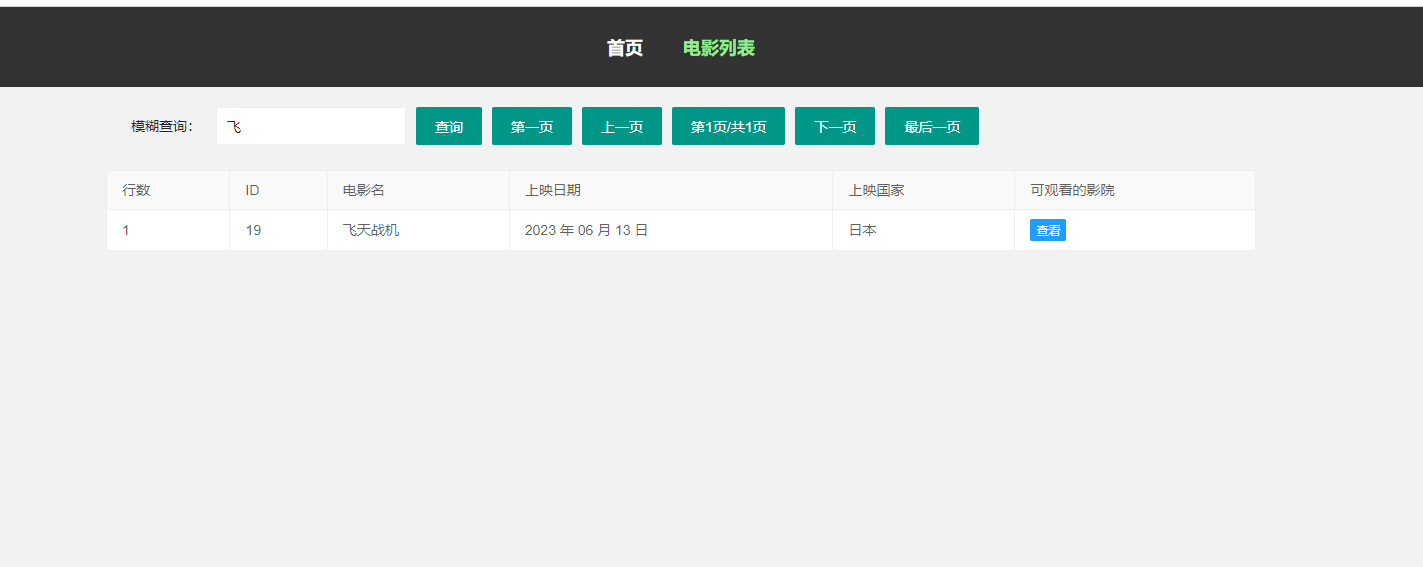 首页 电影列表
模糊查询： 飞 查询 第一页 上一页 第1页/共1页 下一页 最后一页
行数 ID 电影名 上映日期 上映国家 可观看的影院
1 19 飞天战机 2023 年 06 月 13 日 日本 查看